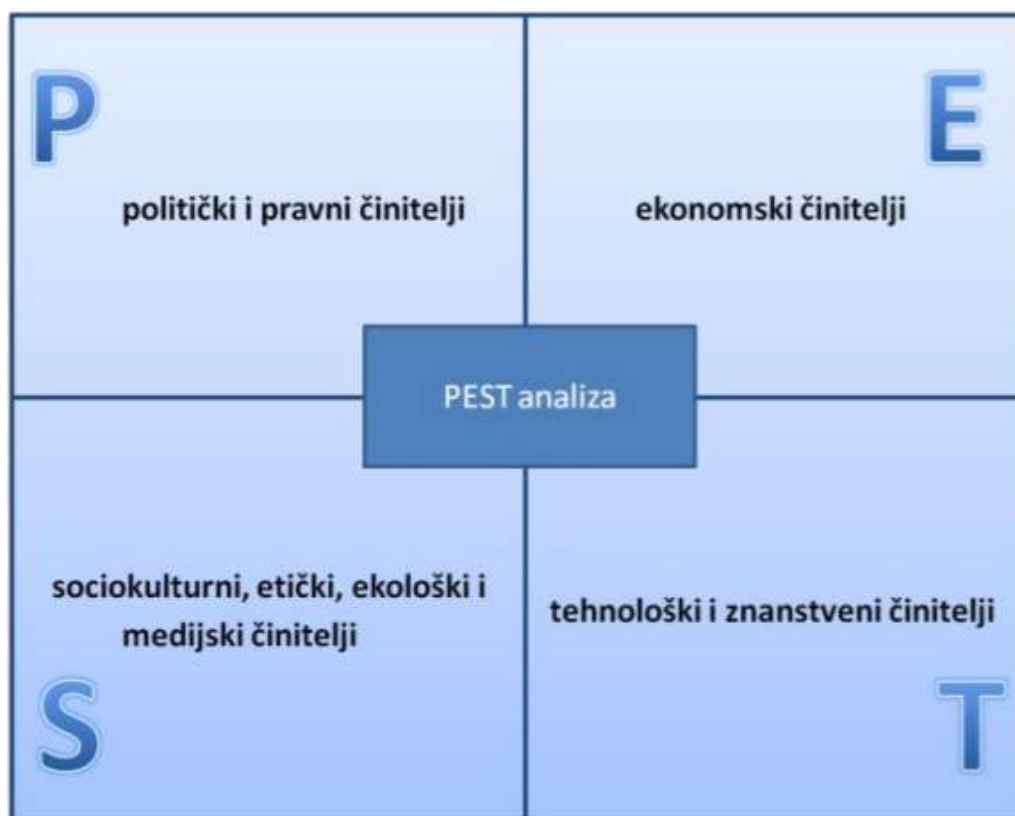 P
E
politički i pravni činitelji
ekonomski činitelji
PEST analiza
sociokulturni, etički, ekološki i
medijski činitelji
tehnološki i znanstveni činitelji
S
T